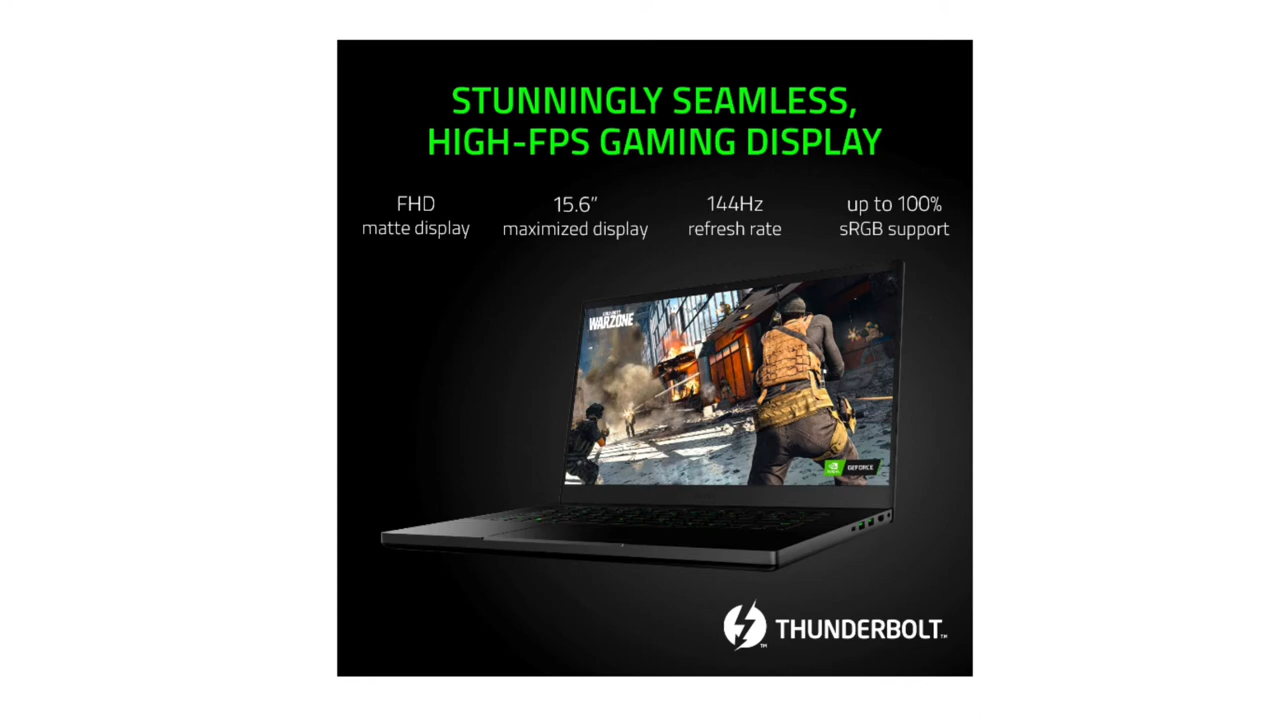 STUNNINGLY SEAMLESS,
HIGH-FPS GAMING DISPLAY
FHD
matte display
15.6”
maximized display
144Hz
refresh rate
up to 100%
sRGB support
WARZONE
GEFORCE
THUNDERBOLT™